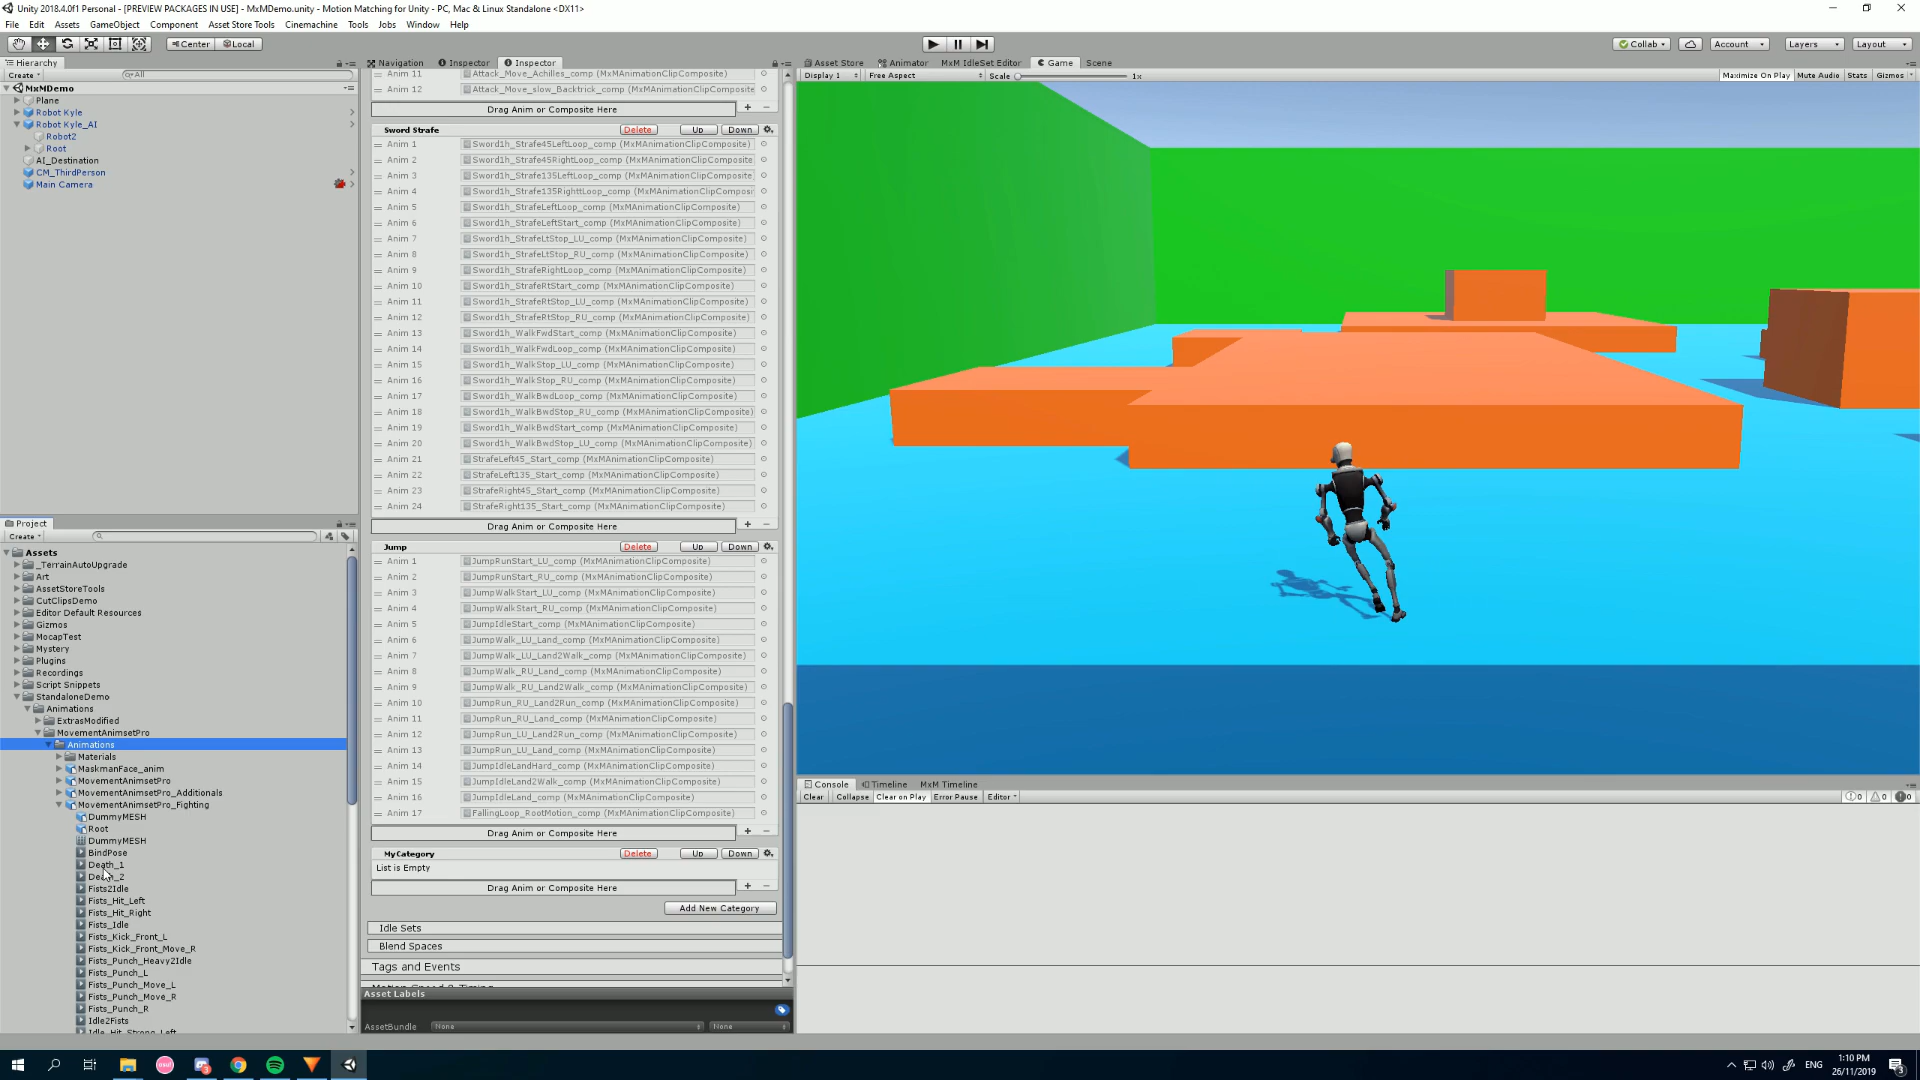 Unity 2018.4.0f1 Personal - [PREVIEW PACKAGES IN USE] - MxMDemo.unity - Motion Matching for Unity - PC, Mac & Linux Standalone <DX11>
File Edit Assets GameObject Component Asset Store Tools Cinemachine Tools Jobs Window Help
Center Local
Collab Account Layers Layout
Hierarchy
Create All
MxMDemo
Plane
Robot Kyle
Robot Kyle_AI
Robot2
Root
AI_Destination
CM_ThirdPerson
Main Camera
Project
Create
Assets
_TerrainAutoUpgrade
Art
AssetStoreTools
CutClipsDemo
Editor Default Resources
Gizmos
MocapTest
Mystery
Plugins
Recordings
Script Snippets
StandaloneDemo
Animations
ExtrasModified
MovementAnimsetPro
Animations
Materials
MaskmanFace_anim
MovementAnimsetPro
MovementAnimsetPro_Additionals
MovementAnimsetPro_Fighting
DummyMESH
Root
DummyMESH
BindPose
Death_1
Death_2
Fists2Idle
Fists_Hit_Left
Fists_Hit_Right
Fists_Idle
Fists_Kick_Front_L
Fists_Kick_Front_Move_R
Fists_Punch_Heavy2Idle
Fists_Punch_L
Fists_Punch_Move_L
Fists_Punch_Move_R
Fists_Punch_R
Idle2Fists
Idle_Hit_Strong_Left
Navigation Inspector Inspector
Anim 11 Attack_Move_Achilles_comp (MxMAnimationClipComposite)
Anim 12 Attack_Move_slow_Backtrick_comp (MxMAnimationClipComposite
Drag Anim or Composite Here + -
Sword Strafe Delete Up Down
Anim 1 Sword1h_Strafe45LeftLoop_comp (MxMAnimationClipComposite)
Anim 2 Sword1h_Strafe45RightLoop_comp (MxMAnimationClipComposite
Anim 3 Sword1h_Strafe135LeftLoop_comp (MxMAnimationClipComposite
Anim 4 Sword1h_Strafe135RighttLoop_comp (MxMAnimationClipCompos
Anim 5 Sword1h_StrafeLeftLoop_comp (MxMAnimationClipComposite)
Anim 6 Sword1h_StrafeLeftStart_comp (MxMAnimationClipComposite)
Anim 7 Sword1h_StrafeLtStop_LU_comp (MxMAnimationClipComposite)
Anim 8 Sword1h_StrafeLtStop_RU_comp (MxMAnimationClipComposite)
Anim 9 Sword1h_StrafeRightLoop_comp (MxMAnimationClipComposite)
Anim 10 Sword1h_StrafeRtStart_comp (MxMAnimationClipComposite)
Anim 11 Sword1h_StrafeRtStop_LU_comp (MxMAnimationClipComposite)
Anim 12 Sword1h_StrafeRtStop_RU_comp (MxMAnimationClipComposite)
Anim 13 Sword1h_WalkFwdStart_comp (MxMAnimationClipComposite)
Anim 14 Sword1h_WalkFwdLoop_comp (MxMAnimationClipComposite)
Anim 15 Sword1h_WalkStop_LU_comp (MxMAnimationClipComposite)
Anim 16 Sword1h_WalkStop_RU_comp (MxMAnimationClipComposite)
Anim 17 Sword1h_WalkBwdLoop_comp (MxMAnimationClipComposite)
Anim 18 Sword1h_WalkBwdStop_RU_comp (MxMAnimationClipComposite)
Anim 19 Sword1h_WalkBwdStart_comp (MxMAnimationClipComposite)
Anim 20 Sword1h_WalkBwdStop_LU_comp (MxMAnimationClipComposite)
Anim 21 StrafeLeft45_Start_comp (MxMAnimationClipComposite)
Anim 22 StrafeLeft135_Start_comp (MxMAnimationClipComposite)
Anim 23 StrafeRight45_Start_comp (MxMAnimationClipComposite)
Anim 24 StrafeRight135_Start_comp (MxMAnimationClipComposite)
Drag Anim or Composite Here + -
Jump Delete Up Down
Anim 1 JumpRunStart_LU_comp (MxMAnimationClipComposite)
Anim 2 JumpRunStart_RU_comp (MxMAnimationClipComposite)
Anim 3 JumpWalkStart_LU_comp (MxMAnimationClipComposite)
Anim 4 JumpWalkStart_RU_comp (MxMAnimationClipComposite)
Anim 5 JumpIdleStart_comp (MxMAnimationClipComposite)
Anim 6 JumpWalk_LU_Land_comp (MxMAnimationClipComposite)
Anim 7 JumpWalk_LU_Land2Walk_comp (MxMAnimationClipComposite)
Anim 8 JumpWalk_RU_Land_comp (MxMAnimationClipComposite)
Anim 9 JumpWalk_RU_Land2Walk_comp (MxMAnimationClipComposite)
Anim 10 JumpRun_RU_Land2Run_comp (MxMAnimationClipComposite)
Anim 11 JumpRun_RU_Land_comp (MxMAnimationClipComposite)
Anim 12 JumpRun_LU_Land2Run_comp (MxMAnimationClipComposite)
Anim 13 JumpRun_LU_Land_comp (MxMAnimationClipComposite)
Anim 14 JumpIdleLandHard_comp (MxMAnimationClipComposite)
Anim 15 JumpIdleLand2Walk_comp (MxMAnimationClipComposite)
Anim 16 JumpIdleLand_comp (MxMAnimationClipComposite)
Anim 17 FallingLoop_RootMotion_comp (MxMAnimationClipComposite)
Drag Anim or Composite Here + -
MyCategory Delete Up Down
List is Empty
Drag Anim or Composite Here + -
Add New Category
Idle Sets
Blend Spaces
Tags and Events
Asset Labels
AssetBundle None None
Asset Store Animator MxM IdleSet Editor Game Scene
Display 1 Free Aspect Scale 1x Maximize On Play Mute Audio Stats Gizmos
Console Timeline MxM Timeline
Clear Collapse Clear on Play Error Pause Editor 0 0 0
ENG 1:10 PM
26/11/2019